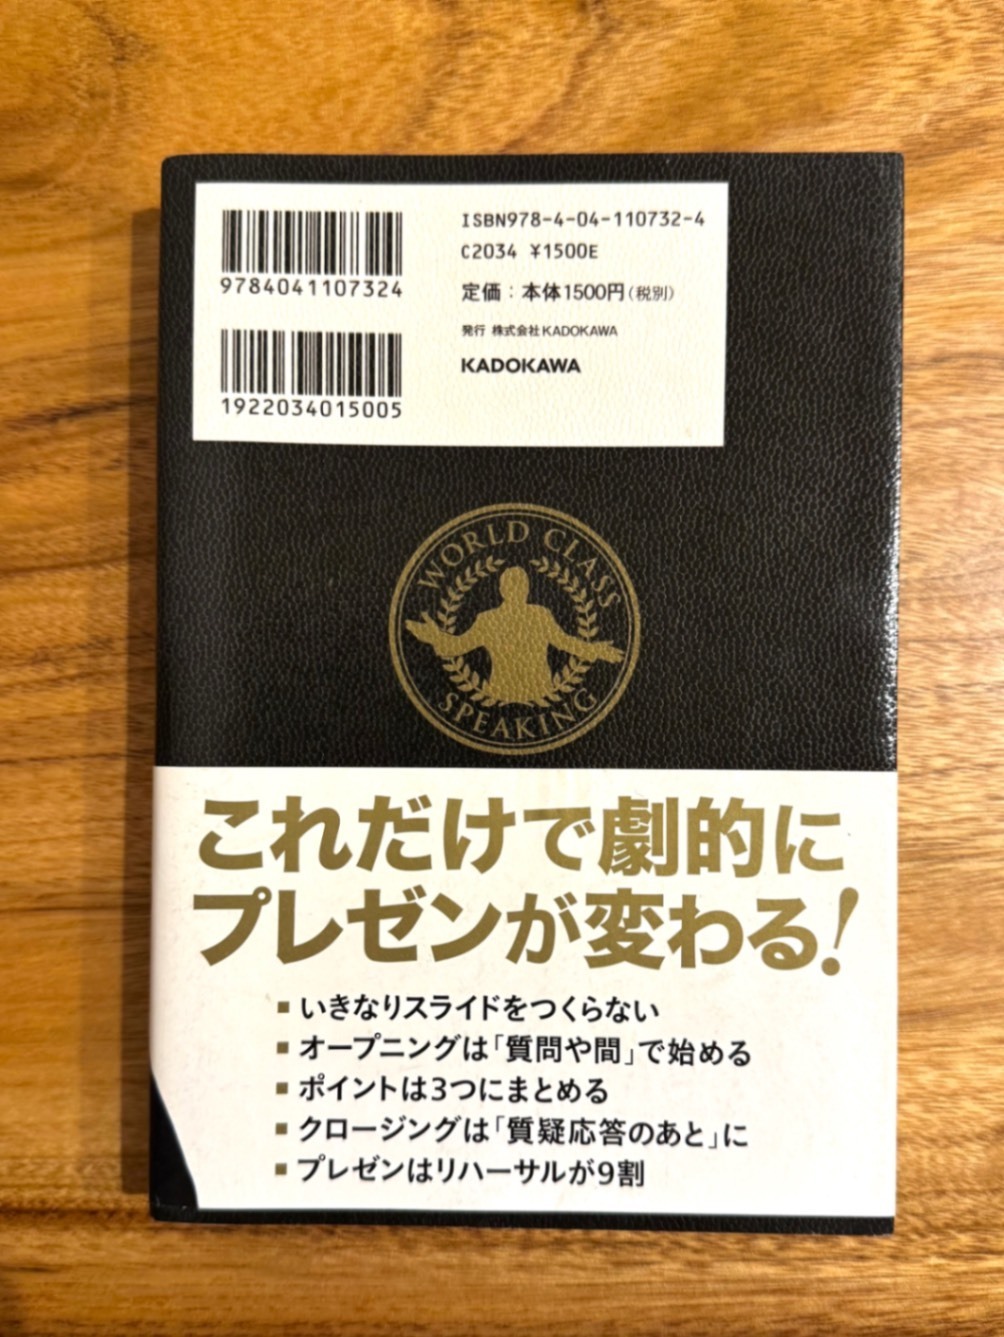 9784041107324
1922034015005
ISBN978-4-04-110732-4
C2034 ¥1500E
定価：本体1500円（税別）
発行 株式会社KADOKAWA
KADOKAWA
WORLD CLASS
SPEAKING
これだけで劇的に
プレゼンが変わる！
■ いきなりスライドをつくらない
■ オープニングは「質問や間」で始める
■ ポイントは3つにまとめる
■ クロージングは「質疑応答のあと」に
■ プレゼンはリハーサルが9割